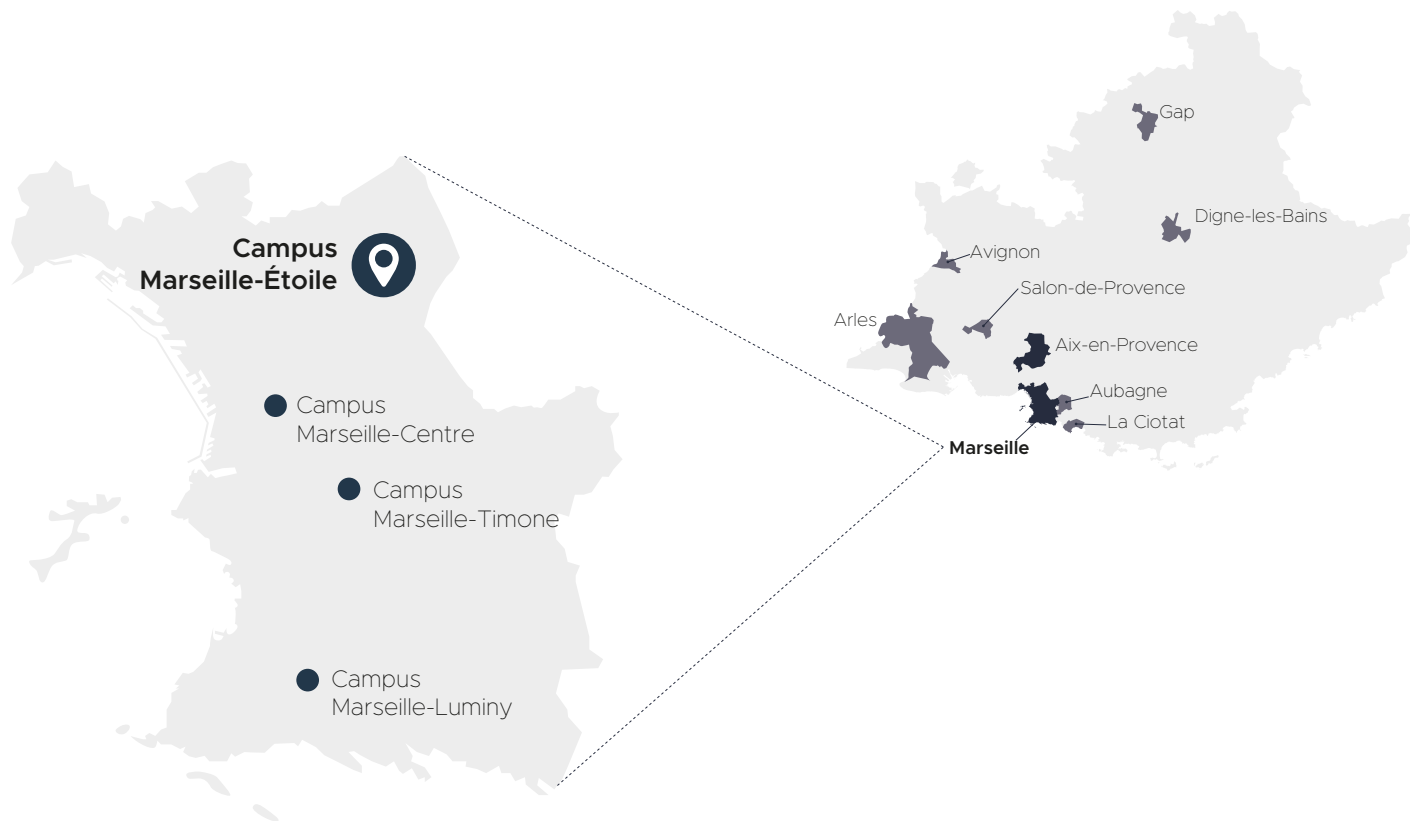 Campus
Marseille-Étoile
Campus
Marseille-Centre
Campus
Marseille-Timone
Campus
Marseille-Luminy
Gap
Digne-les-Bains
Avignon
Salon-de-Provence
Arles
Aix-en-Provence
Aubagne
La Ciotat
Marseille